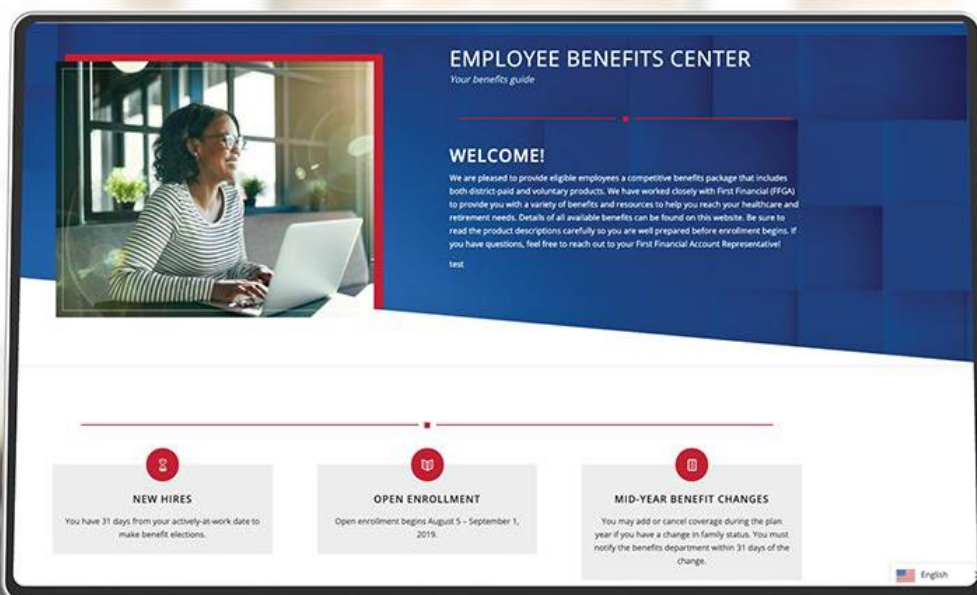 EMPLOYEE BENEFITS CENTER
Your benefits guide
WELCOME!
We are pleased to provide eligible employees a competitive benefits package that includes
both district-paid and voluntary products. We have worked closely with First Financial (FFGA)
to provide you with a variety of benefits and resources to help you reach your healthcare and
retirement needs. Details of all available benefits can be found on this website. Be sure to
read the product descriptions carefully so you are well prepared before enrollment begins. If
you have questions, feel free to reach out to your First Financial Account Representative!
test
NEW HIRES
You have 31 days from your actively-at-work date to
make benefit elections.
OPEN ENROLLMENT
Open enrollment begins August 5 – September 1,
2019.
MID-YEAR BENEFIT CHANGES
You may add or cancel coverage during the plan
year if you have a change in family status. You must
notify the benefits department within 31 days of the
change.
English